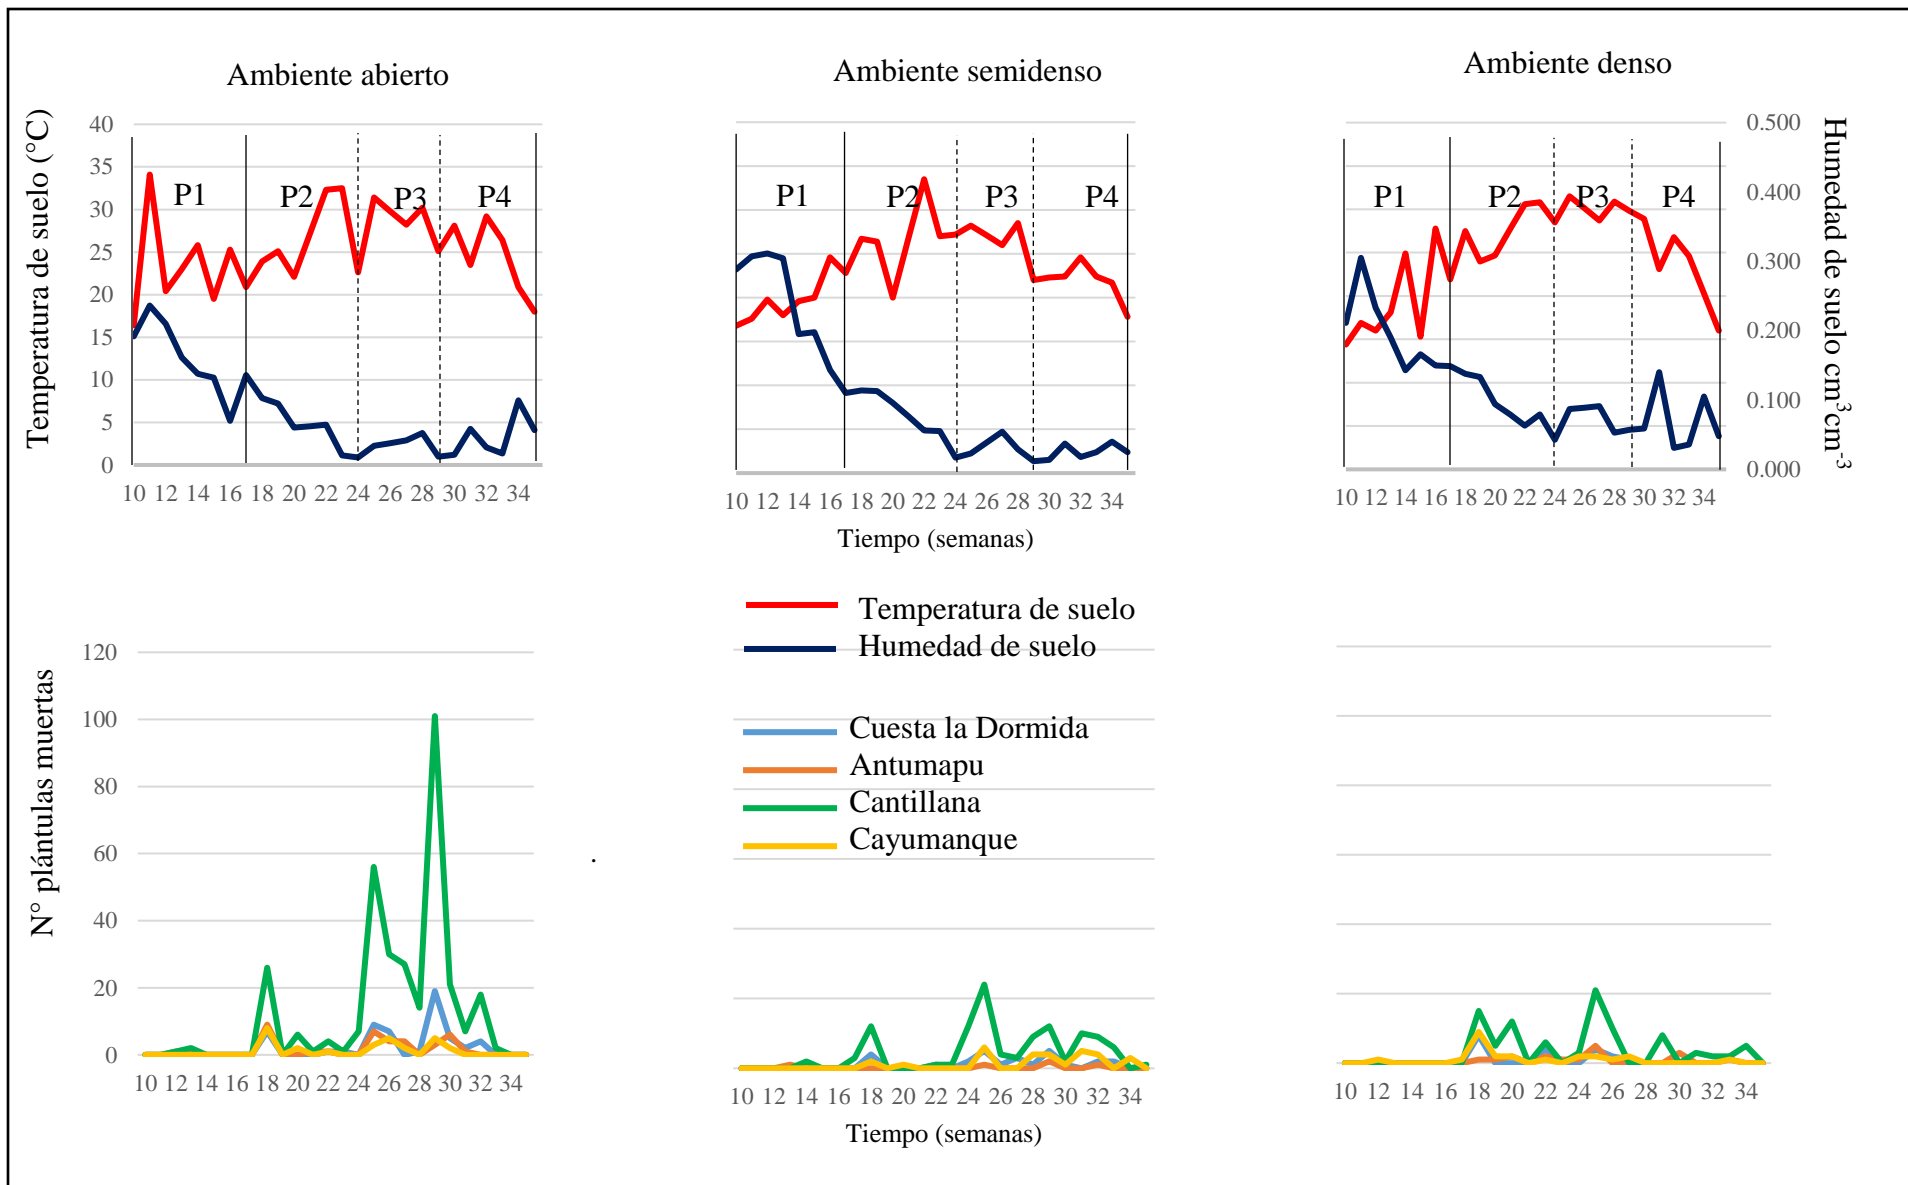 Ambiente abierto
Ambiente semidenso
Ambiente denso
Temperatura de suelo (°C)
40
35
30
25
20
15
10
5
0
P1 P2 P3 P4
P1 P2 P3 P4
P1 P2 P3 P4
0.500
0.400
0.300
0.200
0.100
0.000
Humedad de suelo cm³cm⁻³
10 12 14 16 18 20 22 24 26 28 30 32 34
10 12 14 16 18 20 22 24 26 28 30 32 34
10 12 14 16 18 20 22 24 26 28 30 32 34
Tiempo (semanas)
Temperatura de suelo
Humedad de suelo
Cuesta la Dormida
Antumapu
Cantillana
Cayumanque
.
N° plántulas muertas
120
100
80
60
40
20
0
10 12 14 16 18 20 22 24 26 28 30 32 34
10 12 14 16 18 20 22 24 26 28 30 32 34
10 12 14 16 18 20 22 24 26 28 30 32 34
Tiempo (semanas)